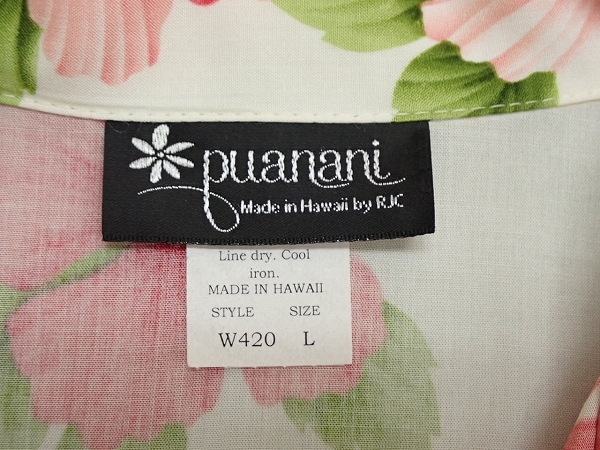 puanani
Made in Hawaii by RJC
Line dry. Cool
iron.
MADE IN HAWAII
STYLE SIZE
W420 L